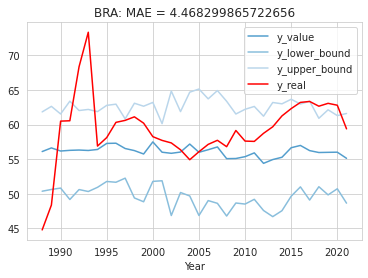 BRA: MAE = 4.468299865722656
y_value
y_lower_bound
y_upper_bound
y_real
70
65
60
55
50
45
1990
1995
2000
2005
2010
2015
2020
Year